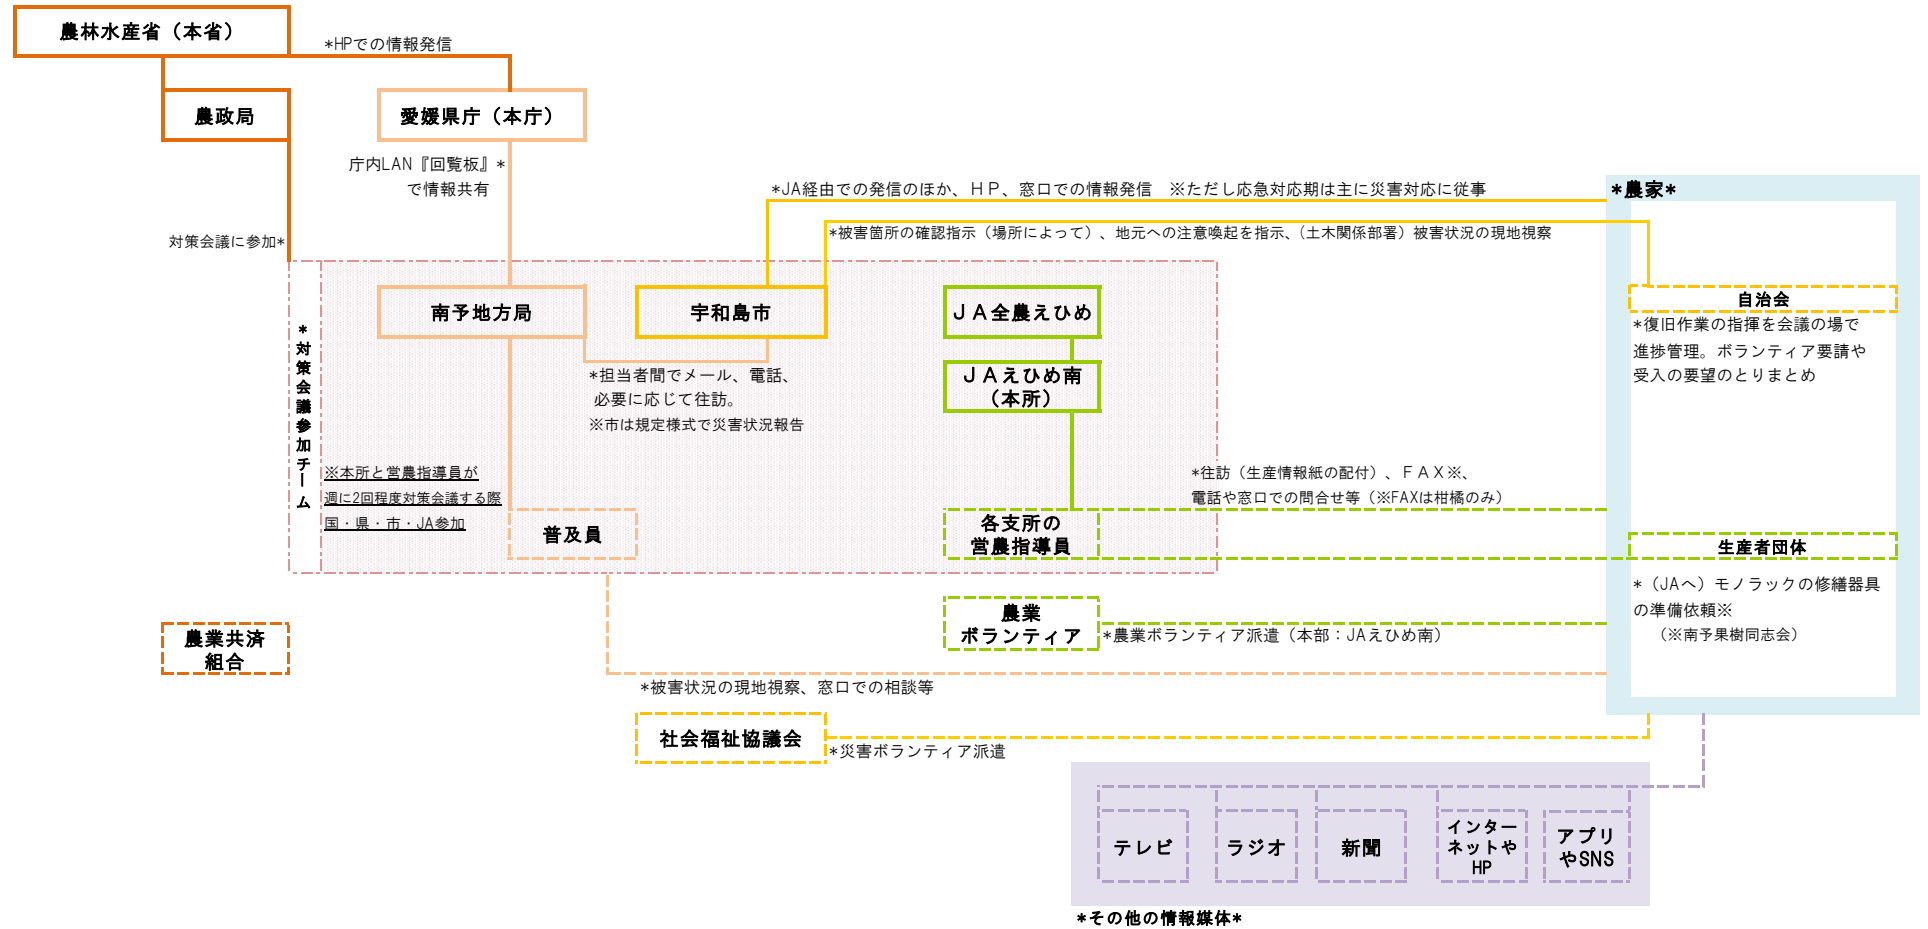 農林水産省（本省）
*HPでの情報発信
農政局
愛媛県庁（本庁）
庁内LAN『回覧板』*
で情報共有
対策会議に参加*
*JA経由での発信のほか、ＨＰ、窓口での情報発信　※ただし応急対応期は主に災害対応に従事
*被害箇所の確認指示（場所によって）、地元への注意喚起を指示、（土木関係部署）被害状況の現地視察
*農家*
*対策会議参加チーム
南予地方局
宇和島市
ＪＡ全農えひめ
自治会
*復旧作業の指揮を会議の場で
進捗管理。ボランティア要請や
受入の要望のとりまとめ
*担当者間でメール、電話、
必要に応じて往訪。
※市は規定様式で災害状況報告
ＪＡえひめ南
（本所）
※本所と営農指導員が
週に2回程度対策会議する際
国・県・市・JA参加
普及員
*往訪（生産情報紙の配付）、ＦＡＸ※、
電話や窓口での問合せ等（※FAXは柑橘のみ）
各支所の
営農指導員
生産者団体
*（JAへ）モノラックの修繕器具
の準備依頼※
（※南予果樹同志会）
農業
ボランティア
*農業ボランティア派遣（本部：JAえひめ南）
農業共済
組合
*被害状況の現地視察、窓口での相談等
社会福祉協議会
*災害ボランティア派遣
テレビ
ラジオ
新聞
インター
ネットや
HP
アプリ
やSNS
*その他の情報媒体*